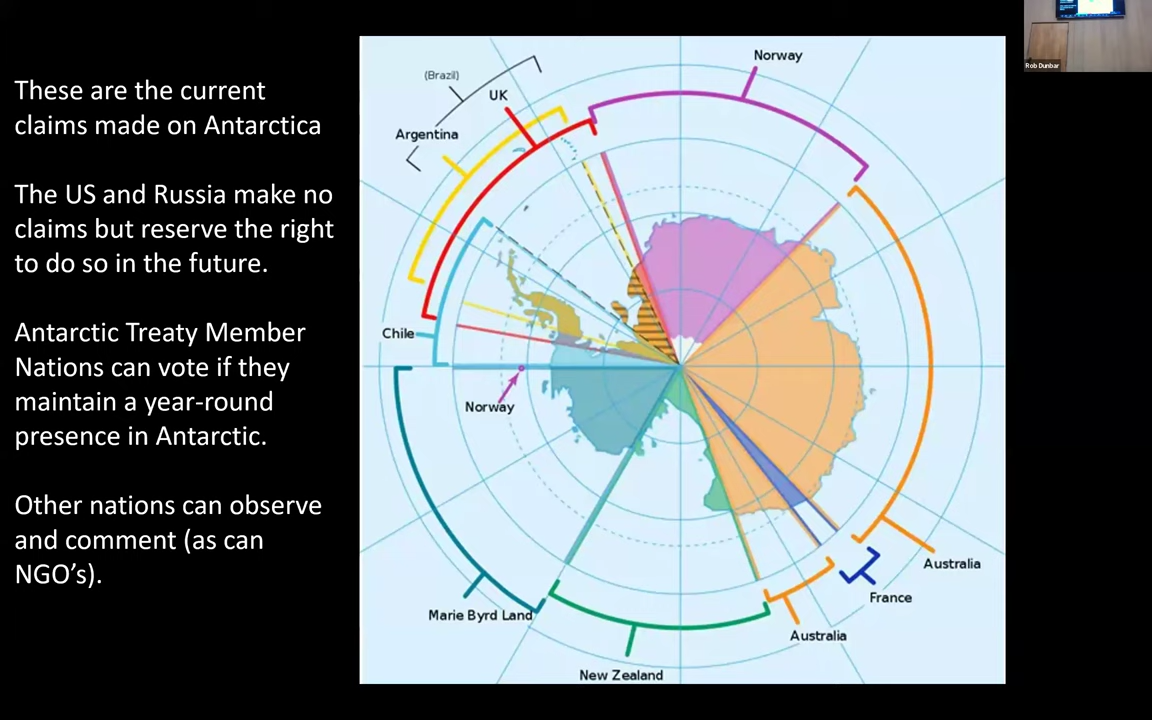 These are the current
claims made on Antarctica
The US and Russia make no
claims but reserve the right
to do so in the future.
Antarctic Treaty Member
Nations can vote if they
maintain a year-round
presence in Antarctic.
Other nations can observe
and comment (as can
NGO's).
Norway
(Brazil)
UK
Argentina
Chile
Norway
Marie Byrd Land
New Zealand
Australia
France
Australia
Rob Dunbar